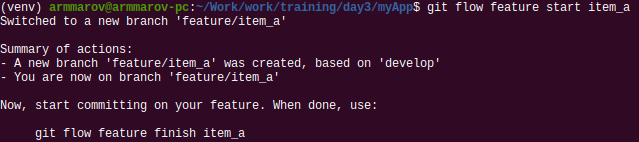 (venv) armmarov@armmarov-pc:~/Work/work/training/day3/myApp$ git flow feature start item_a
Switched to a new branch 'feature/item_a'
Summary of actions:
- A new branch 'feature/item_a' was created, based on 'develop'
- You are now on branch 'feature/item_a'
Now, start committing on your feature. When done, use:
git flow feature finish item_a